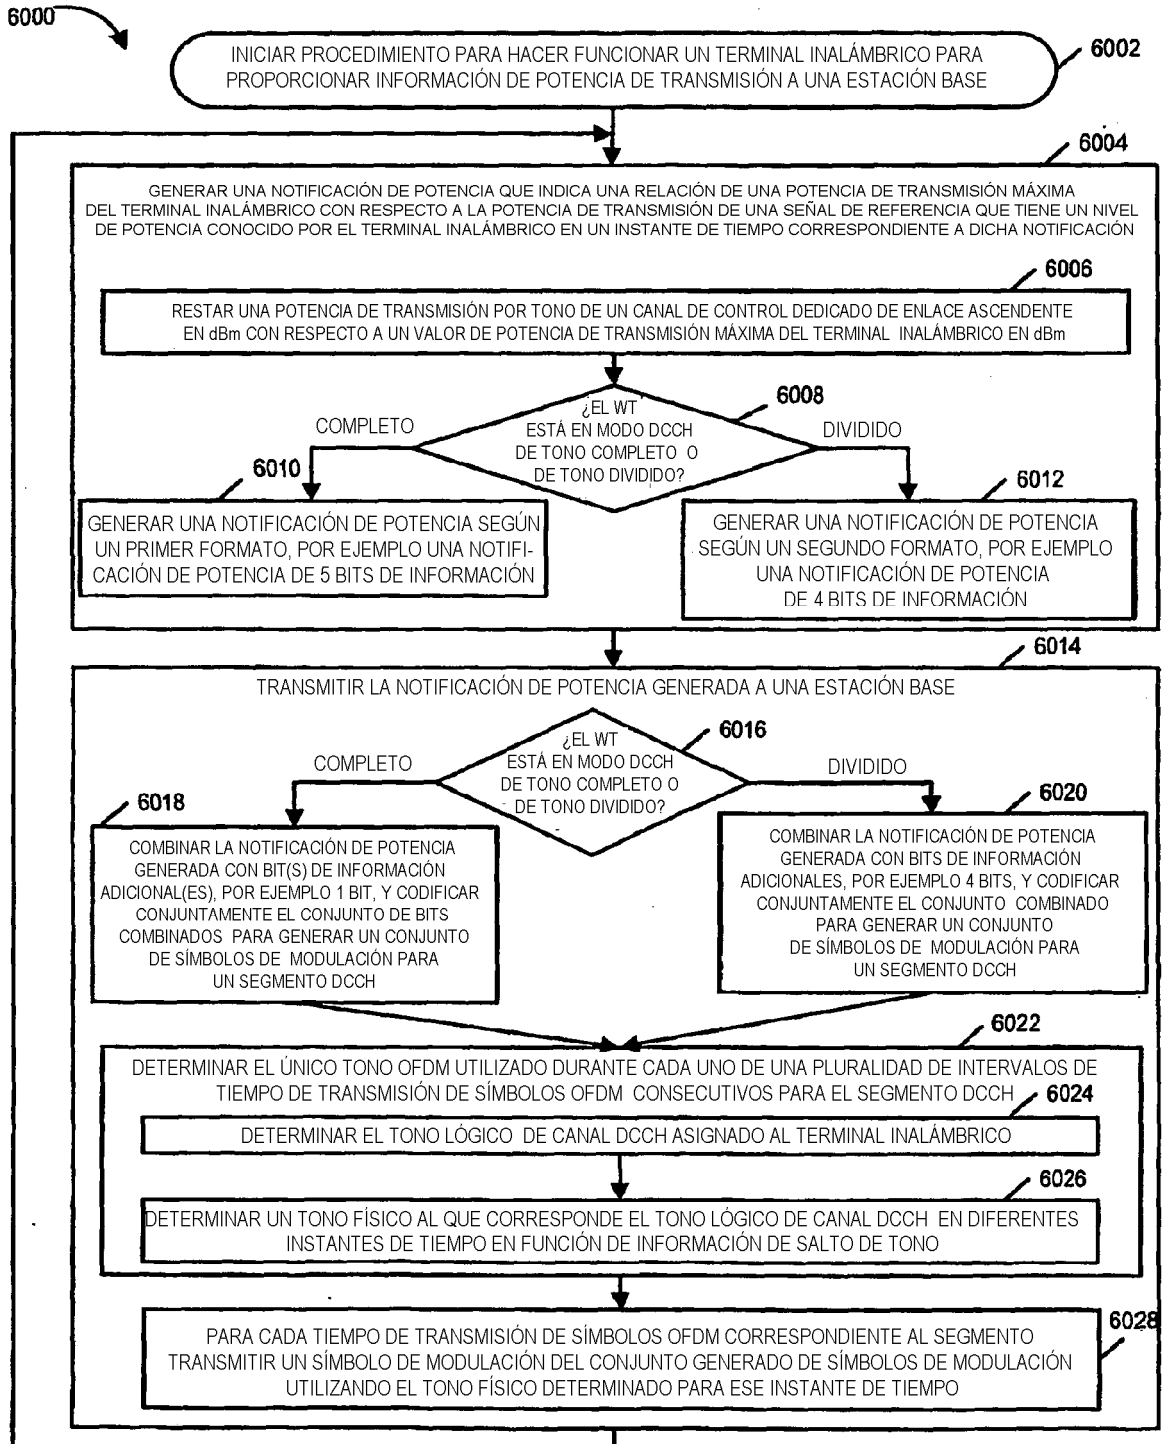 6000
INICIAR PROCEDIMIENTO PARA HACER FUNCIONAR UN TERMINAL INALÁMBRICO PARA
PROPORCIONAR INFORMACIÓN DE POTENCIA DE TRANSMISIÓN A UNA ESTACIÓN BASE
6002
6004
GENERAR UNA NOTIFICACIÓN DE POTENCIA QUE INDICA UNA RELACIÓN DE UNA POTENCIA DE TRANSMISIÓN MÁXIMA
DEL TERMINAL INALÁMBRICO CON RESPECTO A LA POTENCIA DE TRANSMISIÓN DE UNA SEÑAL DE REFERENCIA QUE TIENE UN NIVEL
DE POTENCIA CONOCIDO POR EL TERMINAL INALÁMBRICO EN UN INSTANTE DE TIEMPO CORRESPONDIENTE A DICHA NOTIFICACIÓN
6006
RESTAR UNA POTENCIA DE TRANSMISIÓN POR TONO DE UN CANAL DE CONTROL DEDICADO DE ENLACE ASCENDENTE
EN dBm CON RESPECTO A UN VALOR DE POTENCIA DE TRANSMISIÓN MÁXIMA DEL TERMINAL INALÁMBRICO EN dBm
6008
¿EL WT
ESTÁ EN MODO DCCH
DE TONO COMPLETO O
DE TONO DIVIDIDO?
COMPLETO
DIVIDIDO
6010
GENERAR UNA NOTIFICACIÓN DE POTENCIA SEGÚN
UN PRIMER FORMATO, POR EJEMPLO UNA NOTIFI-
CACIÓN DE POTENCIA DE 5 BITS DE INFORMACIÓN
6012
GENERAR UNA NOTIFICACIÓN DE POTENCIA
SEGÚN UN SEGUNDO FORMATO, POR EJEMPLO
UNA NOTIFICACIÓN DE POTENCIA
DE 4 BITS DE INFORMACIÓN
6014
TRANSMITIR LA NOTIFICACIÓN DE POTENCIA GENERADA A UNA ESTACIÓN BASE
6016
¿EL WT
ESTÁ EN MODO DCCH
DE TONO COMPLETO O
DE TONO DIVIDIDO?
COMPLETO
DIVIDIDO
6018
COMBINAR LA NOTIFICACIÓN DE POTENCIA
GENERADA CON BIT(S) DE INFORMACIÓN
ADICIONAL(ES), POR EJEMPLO 1 BIT, Y CODIFICAR
CONJUNTAMENTE EL CONJUNTO DE BITS
COMBINADOS PARA GENERAR UN CONJUNTO
DE SÍMBOLOS DE MODULACIÓN PARA
UN SEGMENTO DCCH
6020
COMBINAR LA NOTIFICACIÓN DE POTENCIA
GENERADA CON BITS DE INFORMACIÓN
ADICIONALES, POR EJEMPLO 4 BITS, Y CODIFICAR
CONJUNTAMENTE EL CONJUNTO COMBINADO
PARA GENERAR UN CONJUNTO
DE SÍMBOLOS DE MODULACIÓN PARA
UN SEGMENTO DCCH
6022
DETERMINAR EL ÚNICO TONO OFDM UTILIZADO DURANTE CADA UNO DE UNA PLURALIDAD DE INTERVALOS DE
TIEMPO DE TRANSMISIÓN DE SÍMBOLOS OFDM CONSECUTIVOS PARA EL SEGMENTO DCCH
6024
DETERMINAR EL TONO LÓGICO DE CANAL DCCH ASIGNADO AL TERMINAL INALÁMBRICO
6026
DETERMINAR UN TONO FÍSICO AL QUE CORRESPONDE EL TONO LÓGICO DE CANAL DCCH EN DIFERENTES
INSTANTES DE TIEMPO EN FUNCIÓN DE INFORMACIÓN DE SALTO DE TONO
6028
PARA CADA TIEMPO DE TRANSMISIÓN DE SÍMBOLOS OFDM CORRESPONDIENTE AL SEGMENTO
TRANSMITIR UN SÍMBOLO DE MODULACIÓN DEL CONJUNTO GENERADO DE SÍMBOLOS DE MODULACIÓN
UTILIZANDO EL TONO FÍSICO DETERMINADO PARA ESE INSTANTE DE TIEMPO